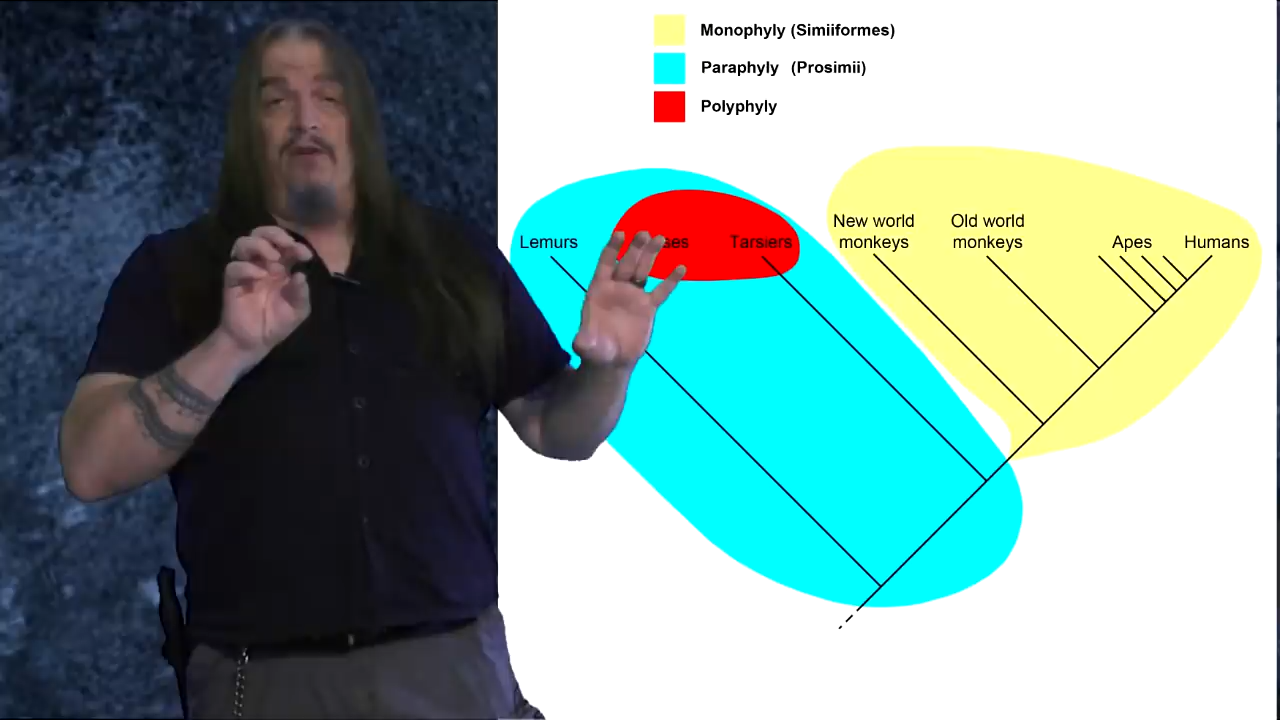 Monophyly (Simiiformes)
Paraphyly (Prosimii)
Polyphyly
New world
monkeys
Old world
monkeys
Lemurs
Tarsiers
Apes
Humans